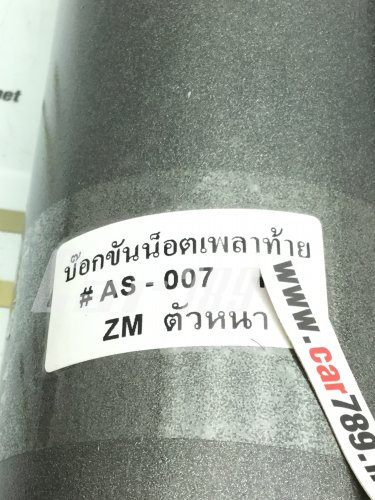 บ๊อกขันน็อตเพลาท้าย
# AS - 007
ZM ตัวหนา
www.car789.
net